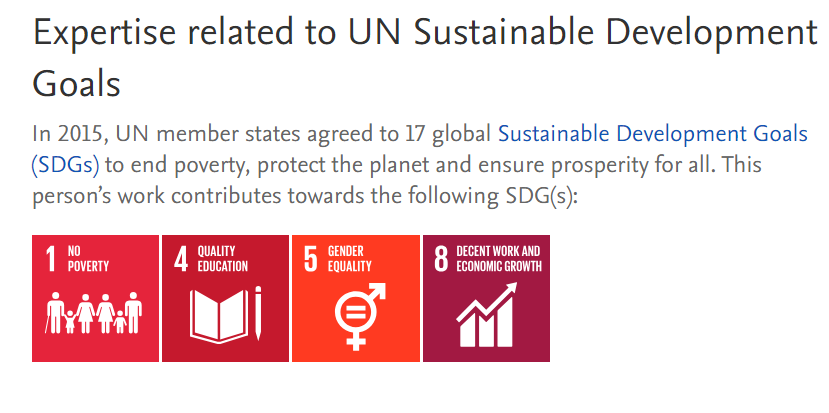 Expertise related to UN Sustainable Development
Goals
In 2015, UN member states agreed to 17 global Sustainable Development Goals
(SDGs) to end poverty, protect the planet and ensure prosperity for all. This
person’s work contributes towards the following SDG(s):
1 NO
POVERTY
4 QUALITY
EDUCATION
5 GENDER
EQUALITY
8 DECENT WORK AND
ECONOMIC GROWTH